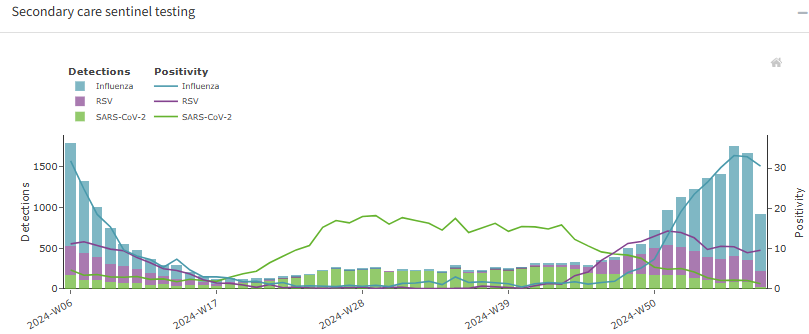 Secondary care sentinel testing
Detections Positivity
Influenza Influenza
RSV RSV
SARS-CoV-2 SARS-CoV-2
1500
1000
500
0
Detections
30
20
10
0
Positivity
2024-W06
2024-W17
2024-W28
2024-W39
2024-W50